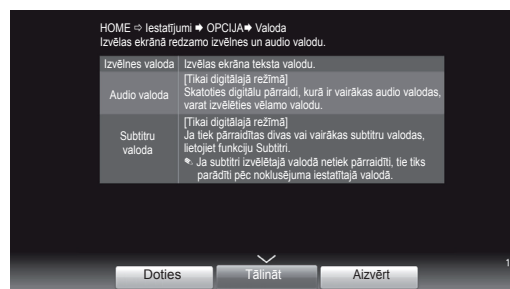 HOME ⇨ Iestatījumi ➡ OPCIJA➡ Valoda
Izvēlas ekrānā redzamo izvēlnes un audio valodu.
Izvēlnes valoda Izvēlas ekrāna teksta valodu.
[Tikai digitālajā režīmā]
Audio valoda Skatoties digitālu pārraidi, kurā ir vairākas audio valodas,
varat izvēlēties vēlamo valodu.
[Tikai digitālajā režīmā]
Subtitru valoda Ja tiek pārraidītas divas vai vairākas subtitru valodas,
lietojiet funkciju Subtitri.
✎ Ja subtitri izvēlētajā valodā netiek pārraidīti, tie tiks
parādīti pēc noklusējuma iestatītajā valodā.
Doties Tālināt Aizvērt
1